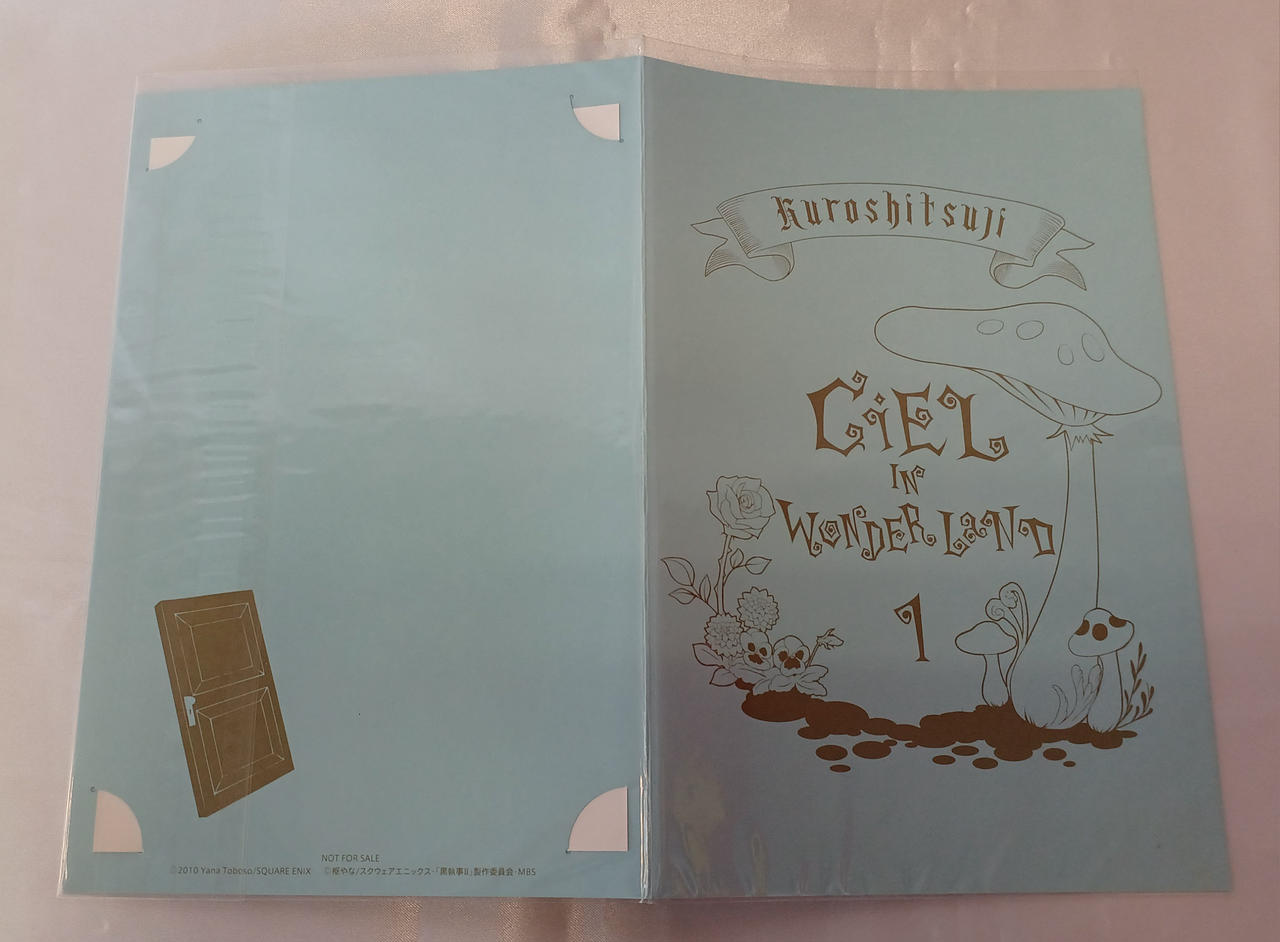 Kuroshitsuji
CiEL
IN
WONDERLAND
1
NOT FOR SALE
©2010 Yana Toboso/SQUARE ENIX ©枢やな/スクウェアエニックス・「黒執事II」製作委員会・MBS